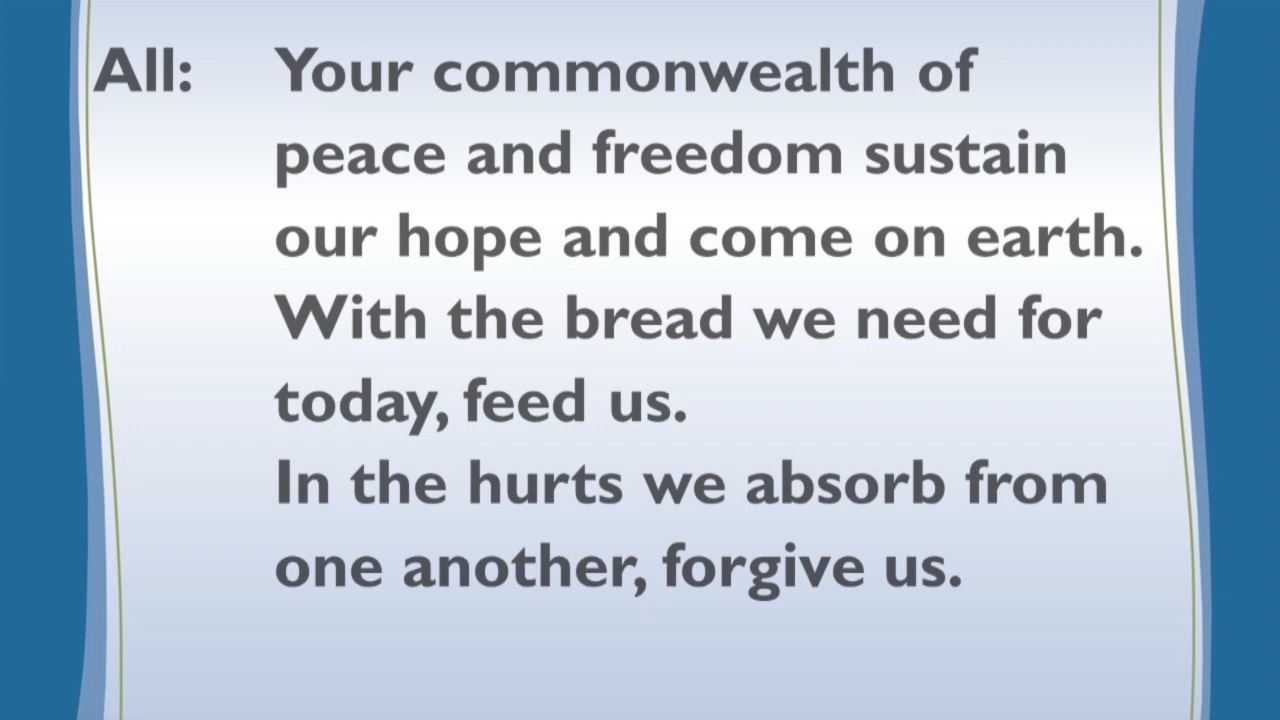 All: Your commonwealth of
peace and freedom sustain
our hope and come on earth.
With the bread we need for
today, feed us.
In the hurts we absorb from
one another, forgive us.